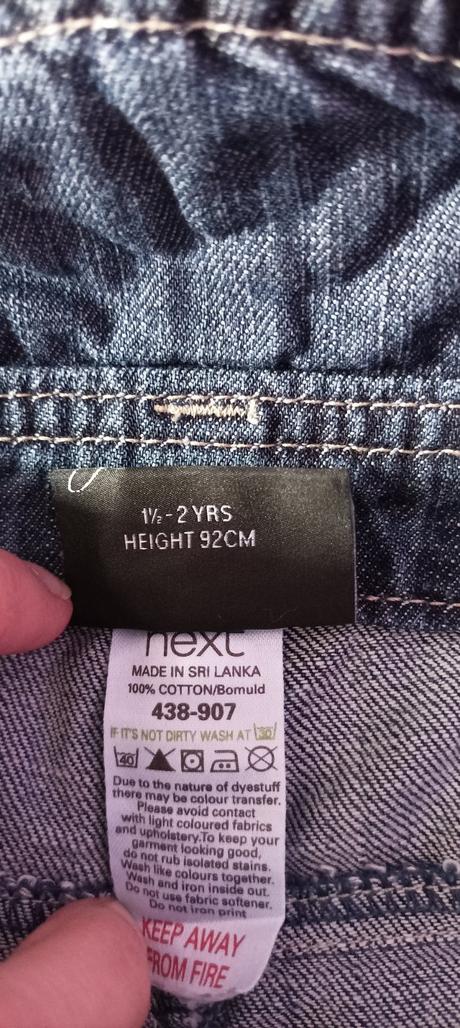 1½-2 YRS
HEIGHT 92CM
next
MADE IN SRI LANKA
100% COTTON/Bomuld
438-907
IF IT'S NOT DIRTY WASH AT 30
40
Due to the nature of dyestuff
there may be colour transfer.
Please avoid contact
with light coloured fabrics
and upholstery.To keep your
garment looking good,
do not rub isolated stains.
Wash like colours together.
Wash and iron inside out.
Do not use fabric softener.
Do not iron print
KEEP AWAY
FROM FIRE